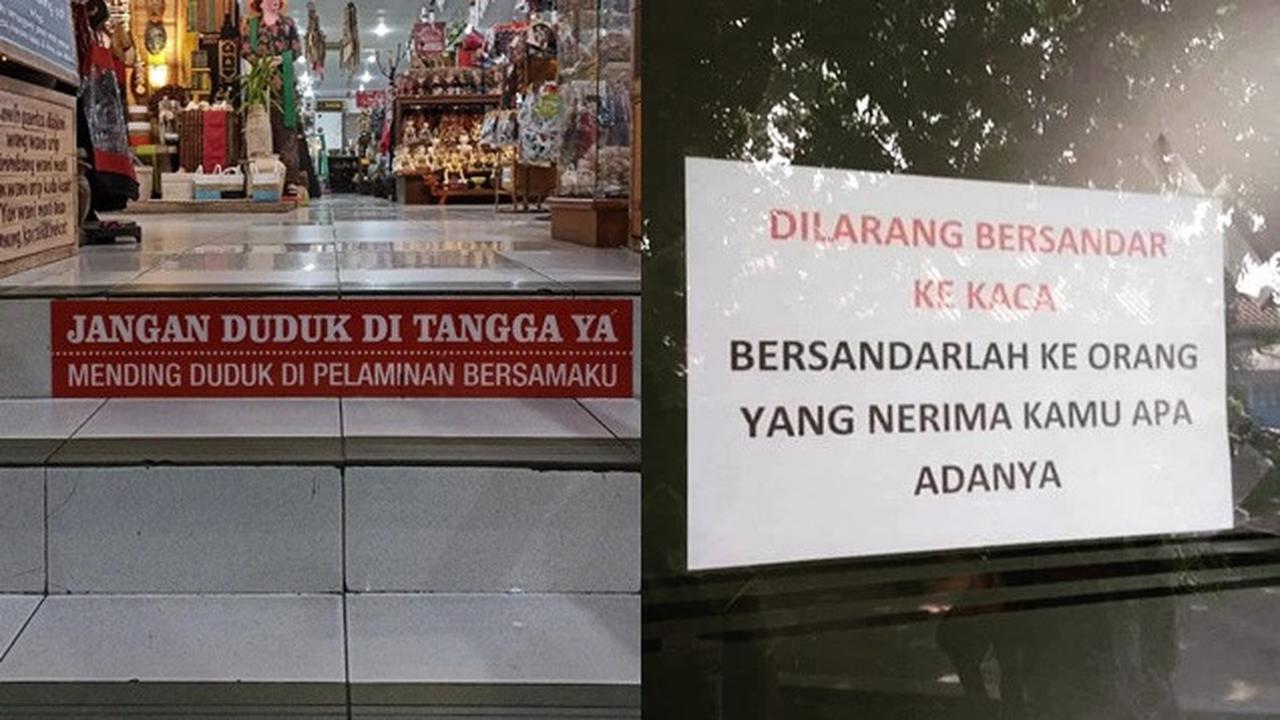 JANGAN DUDUK DI TANGGA YA
MENDING DUDUK DI PELAMINAN BERSAMAKU
DILARANG BERSANDAR
KE KACA
BERSANDARLAH KE ORANG
YANG NERIMA KAMU APA
ADANYA